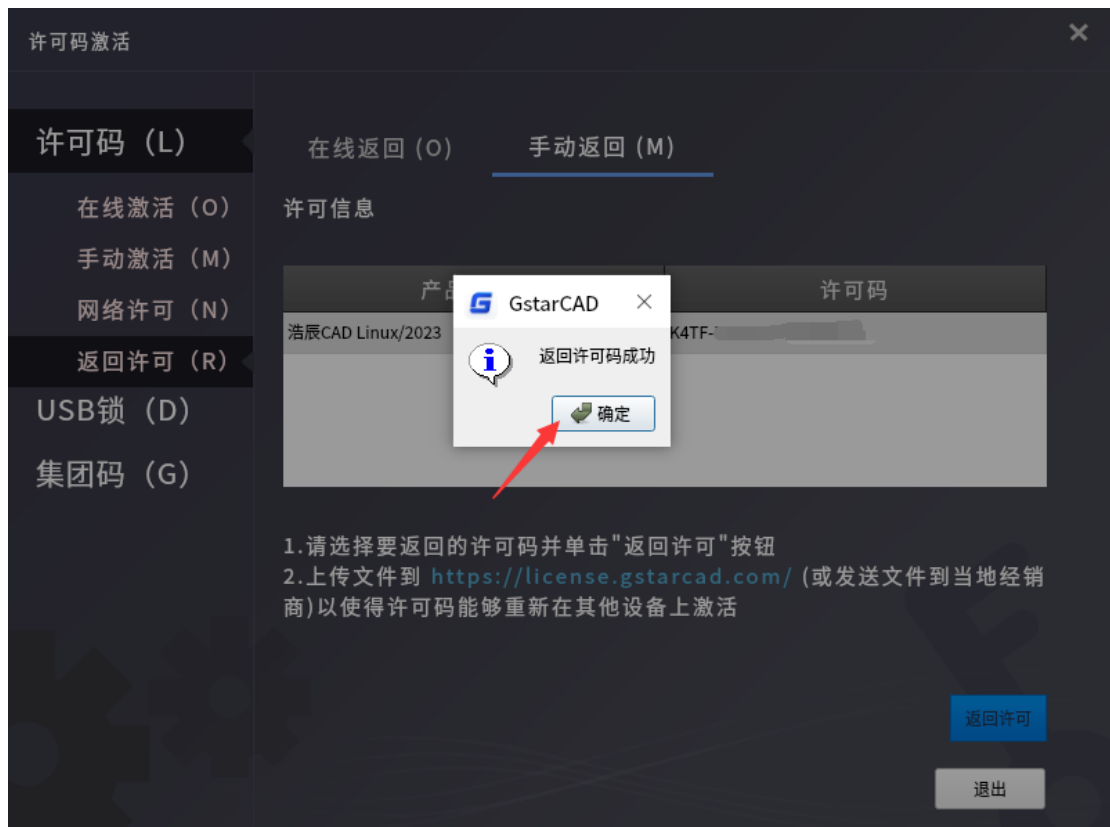 许可码激活
许可码（L）
在线激活（O）
手动激活（M）
网络许可（N）
返回许可（R）
USB锁（D）
集团码（G）
在线返回 (O)
手动返回 (M)
许可信息
产
许可码
浩辰CAD Linux/2023
K4TF-
GstarCAD
返回许可码成功
确定
1.请选择要返回的许可码并单击"返回许可"按钮
2.上传文件到 https://license.gstarcad.com/ (或发送文件到当地经销
商)以使得许可码能够重新在其他设备上激活
返回许可
退出